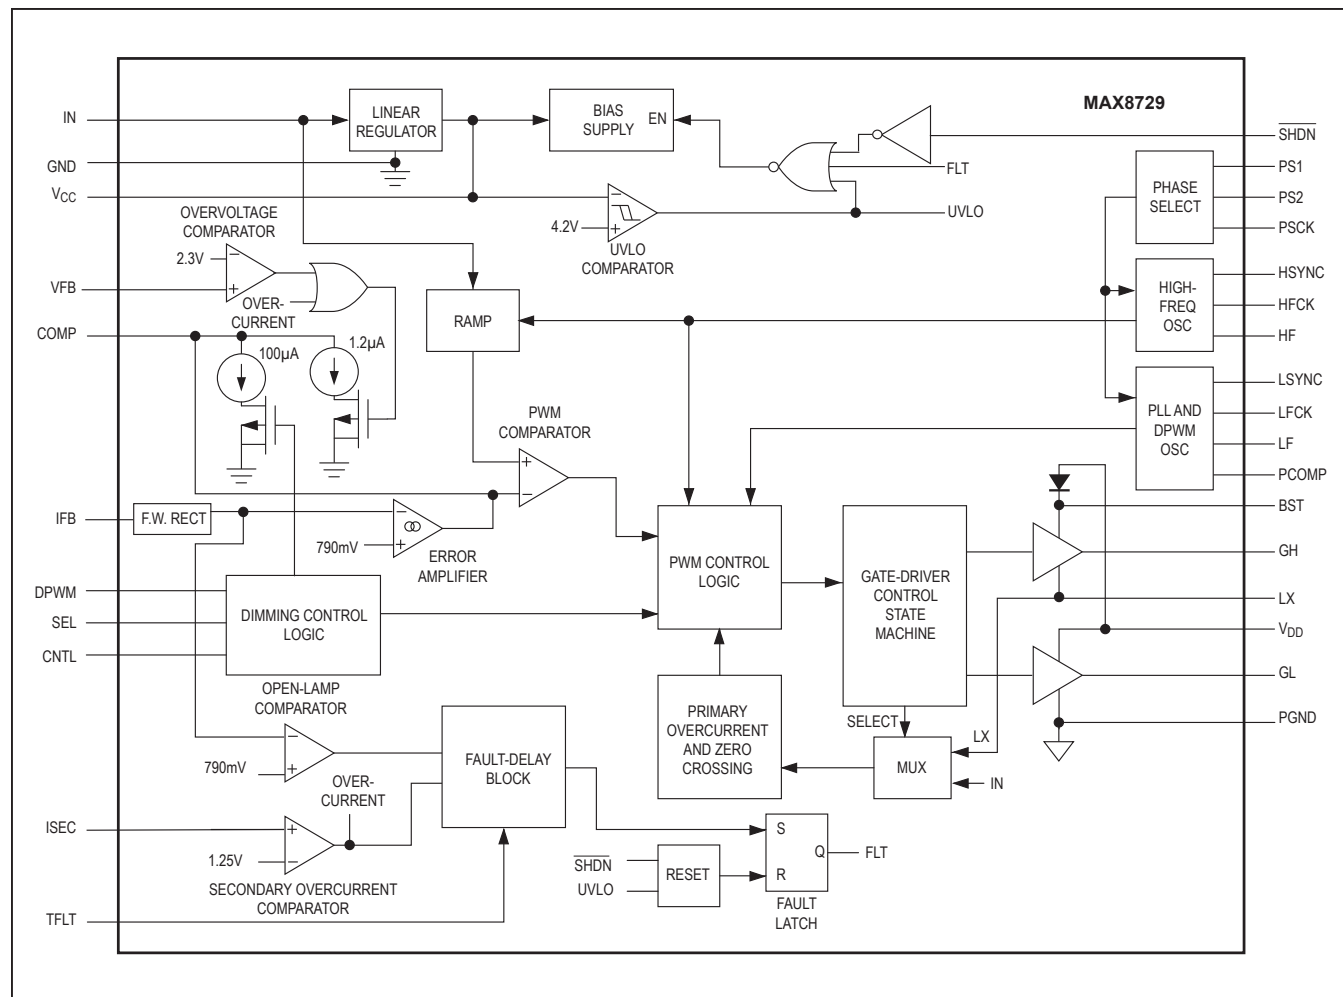 MAX8729
IN
GND
VCC
VFB
COMP
IFB
DPWM
SEL
CNTL
ISEC
TFLT
LINEAR
REGULATOR
BIAS
SUPPLY
EN
FLT
UVLO
4.2V
UVLO
COMPARATOR
OVERVOLTAGE
COMPARATOR
2.3V
OVER-
CURRENT
100µA
1.2µA
RAMP
PWM
COMPARATOR
F.W. RECT
790mV
ERROR
AMPLIFIER
DIMMING CONTROL
LOGIC
OPEN-LAMP
COMPARATOR
790mV
OVER-
CURRENT
1.25V
SECONDARY OVERCURRENT
COMPARATOR
FAULT-DELAY
BLOCK
PWM CONTROL
LOGIC
GATE-DRIVER
CONTROL
STATE
MACHINE
PRIMARY
OVERCURRENT
AND ZERO
CROSSING
SELECT
MUX
LX
IN
SHDN
UVLO
RESET
S
R
Q
FLT
FAULT
LATCH
PHASE
SELECT
HIGH-
FREQ
OSC
PLL AND
DPWM
OSC
SHDN
PS1
PS2
PSCK
HSYNC
HFCK
HF
LSYNC
LFCK
LF
PCOMP
BST
GH
LX
VDD
GL
PGND